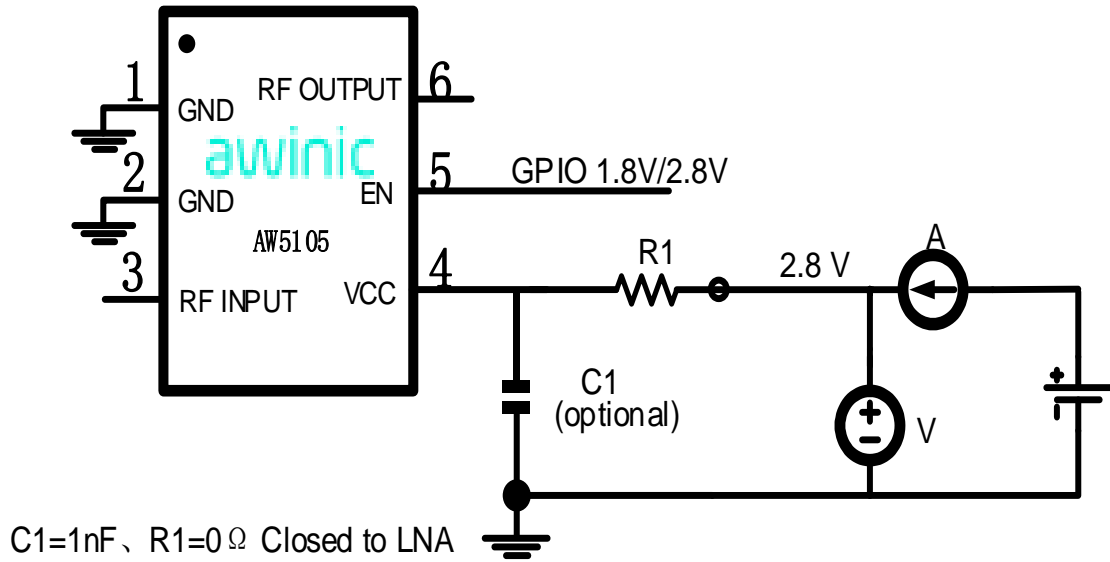 1
GND
2
GND
3
RF INPUT
RF OUTPUT
6
awinic
5
EN
GPIO 1.8V/2.8V
AW5105
4
VCC
R1
2.8 V
A
C1
(optional)
+
-
V
+
-
C1=1nF、R1=0Ω Closed to LNA